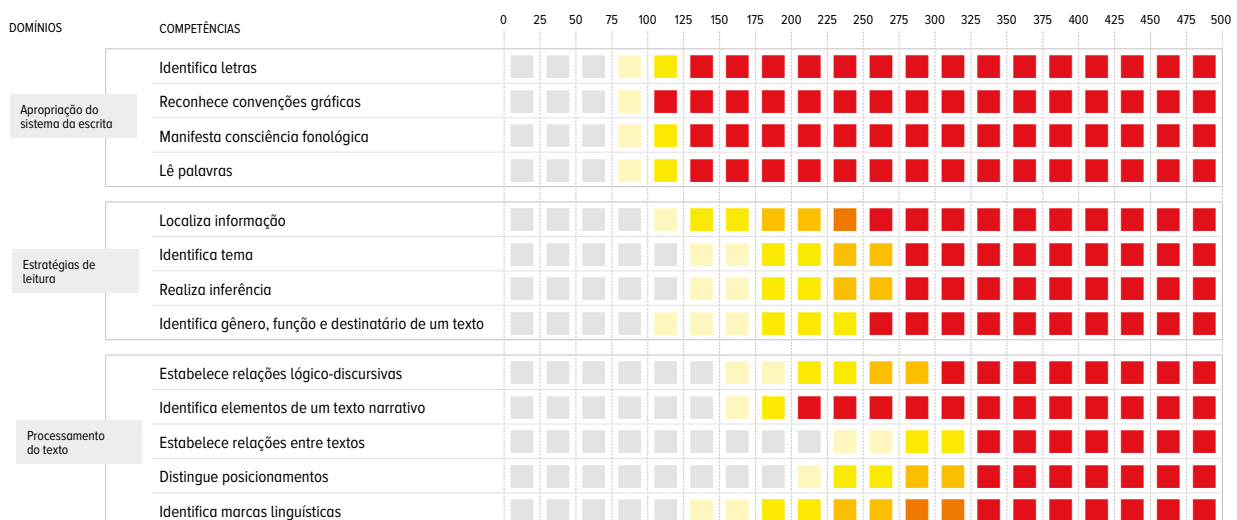 DOMÍNIOS COMPETÊNCIAS 0 25 50 75 100 125 150 175 200 225 250 275 300 325 350 375 400 425 450 475 500
Apropriação do
sistema da escrita
Identifica letras
Reconhece convenções gráficas
Manifesta consciência fonológica
Lê palavras
Estratégias de
leitura
Localiza informação
Identifica tema
Realiza inferência
Identifica gênero, função e destinatário de um texto
Processamento
do texto
Estabelece relações lógico-discursivas
Identifica elementos de um texto narrativo
Estabelece relações entre textos
Distingue posicionamentos
Identifica marcas linguísticas